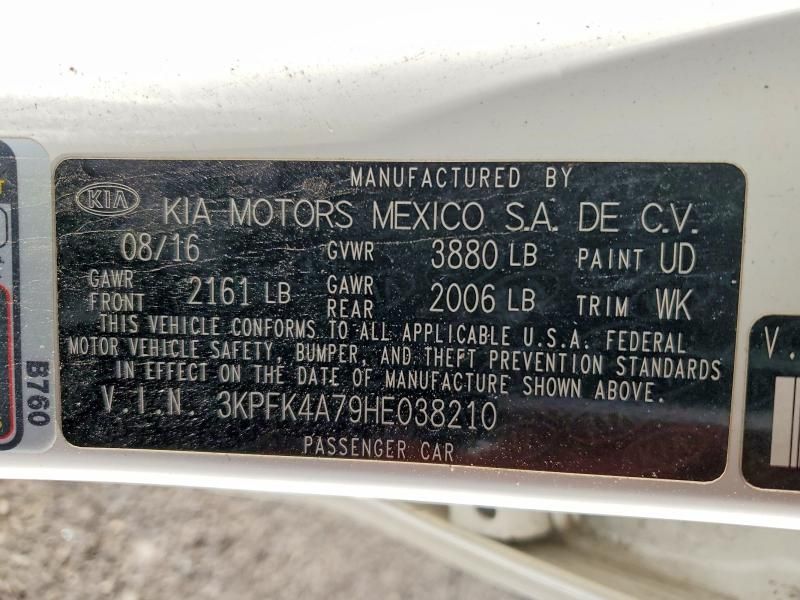 MANUFACTURED BY
KIA KIA MOTORS MEXICO S.A. DE C.V.
08/16 GVWR 3880 LB PAINT UD
GAWR FRONT 2161 LB GAWR REAR 2006 LB TRIM WK
THIS VEHICLE CONFORMS TO ALL APPLICABLE U.S.A. FEDERAL
MOTOR VEHICLE SAFETY, BUMPER, AND THEFT PREVENTION STANDARDS
IN EFFECT ON THE DATE OF MANUFACTURE SHOWN ABOVE.
V.I.N. 3KPFK4A79HE038210
PASSENGER CAR
B760
V.